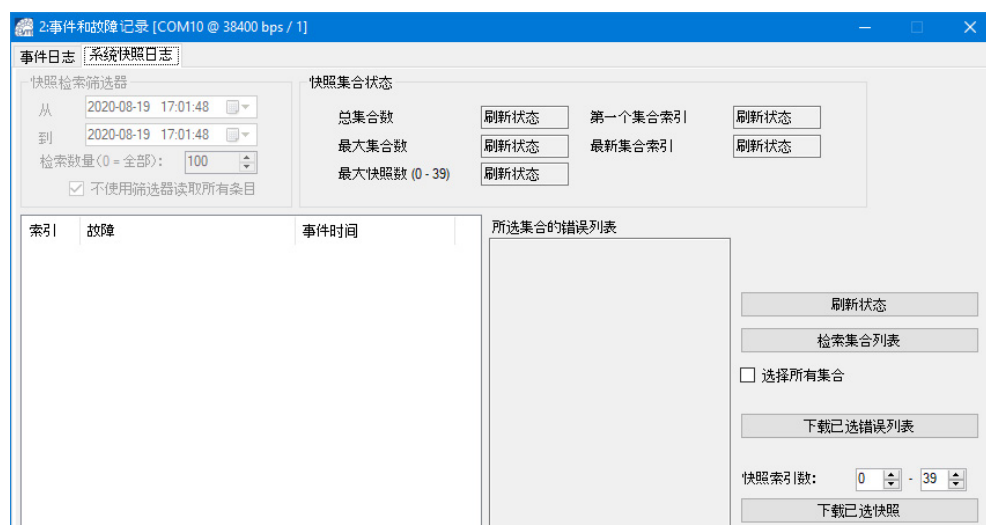 2:事件和故障记录 [COM10 @ 38400 bps / 1]
事件日志 系统快照日志
快照检索筛选器
从 2020-08-19 17:01:48
到 2020-08-19 17:01:48
检索数量(0 = 全部): 100
不使用筛选器读取所有条目
快照集合状态
总集合数 刷新状态 第一个集合索引 刷新状态
最大集合数 刷新状态 最新集合索引 刷新状态
最大快照数 (0 - 39) 刷新状态
索引 故障 事件时间
所选集合的错误列表
刷新状态
检索集合列表
选择所有集合
下载已选错误列表
快照索引数: 0 - 39
下载已选快照